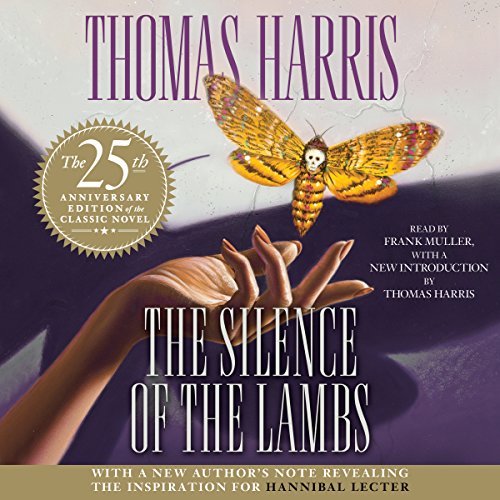 THOMAS HARRIS
The
25th
ANNIVERSARY
EDITION of the
CLASSIC NOVEL
READ BY
FRANK MULLER,
WITH A
NEW INTRODUCTION
BY
THOMAS HARRIS
THE SILENCE
OF THE LAMBS
WITH A NEW AUTHOR'S NOTE REVEALING
THE INSPIRATION FOR HANNIBAL LECTER